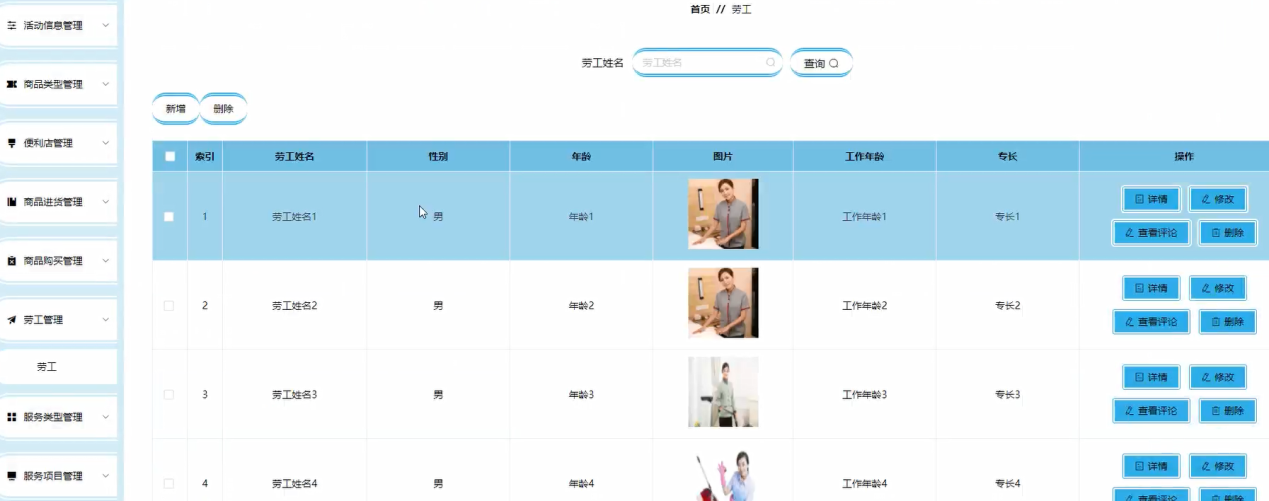 首页 // 劳工
活动信息管理
商品类型管理
便利店管理
商品进货管理
商品购买管理
劳工管理
劳工
服务类型管理
服务项目管理
劳工姓名 劳工姓名 查询
新增 删除
索引 劳工姓名 性别 年龄 图片 工作年龄 专长 操作
1 劳工姓名1 男 年龄1 工作年龄1 专长1 详情 修改
查看评论 删除
2 劳工姓名2 男 年龄2 工作年龄2 专长2 详情 修改
查看评论 删除
3 劳工姓名3 男 年龄3 工作年龄3 专长3 详情 修改
查看评论 删除
4 劳工姓名4 男 年龄4 工作年龄4 专长4 详情 修改
查看评论 删除